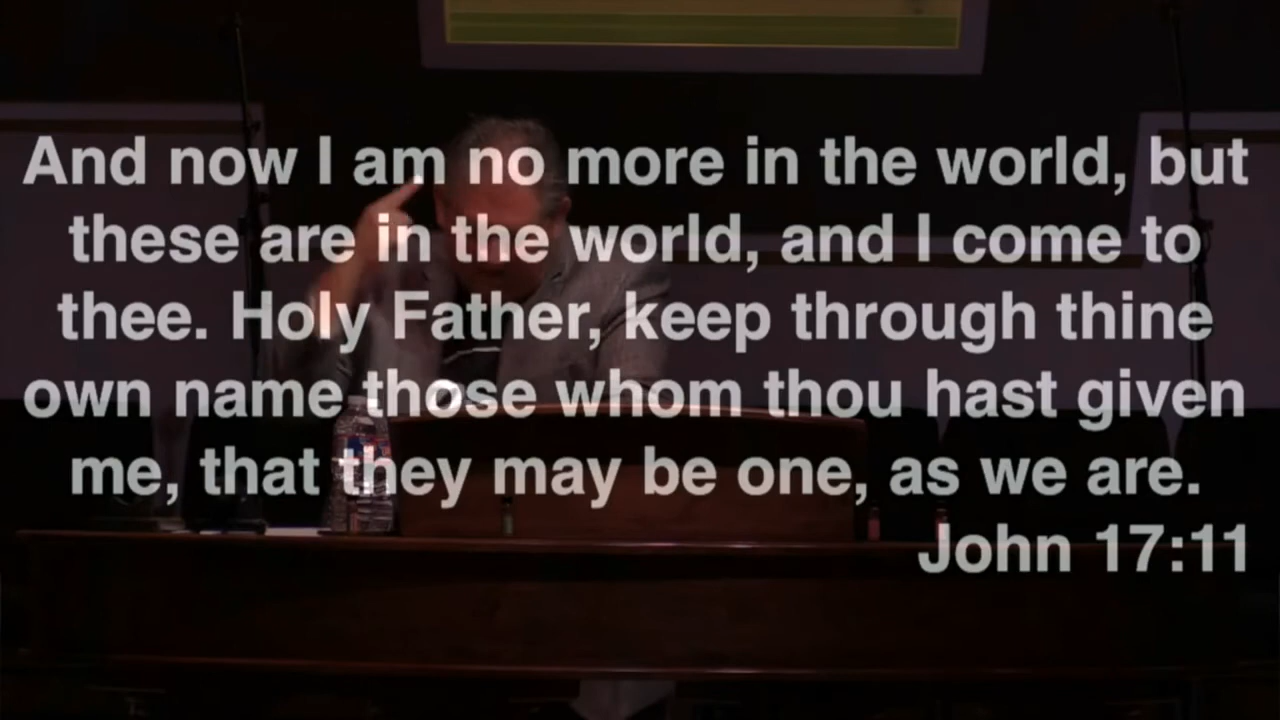 And now I am no more in the world, but
these are in the world, and I come to
thee. Holy Father, keep through thine
own name those whom thou hast given
me, that they may be one, as we are.
John 17:11